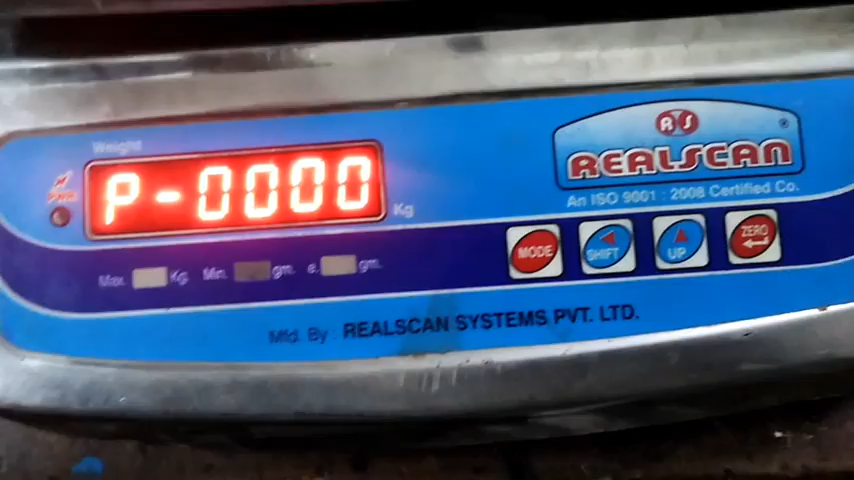 Weight
PWR
P-0000
Kg
R S
REALSCAN
®
An ISO 9001 : 2008 Certified Co.
MODE
SHIFT
UP
ZERO
Max. Kg. Min. gm. e. gm.
Mfd. By REALSCAN SYSTEMS PVT. LTD.